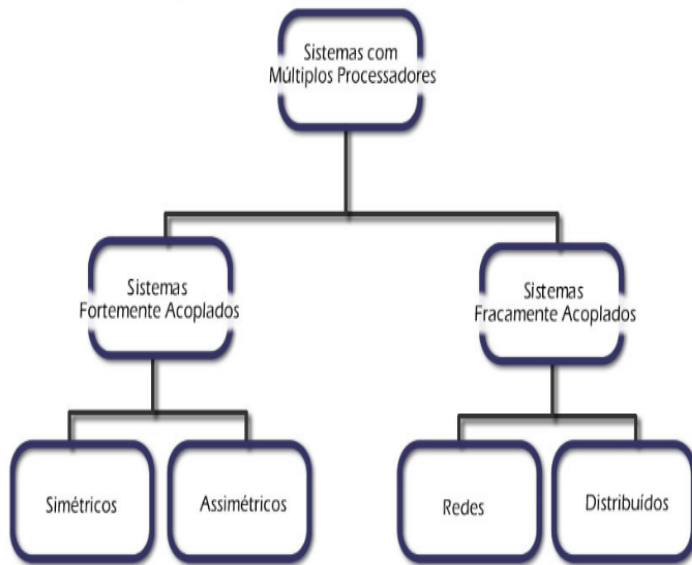 Sistemas com
Múltiplos Processadores
Sistemas
Fortemente Acoplados
Sistemas
Fracamente Acoplados
Simétricos
Assimétricos
Redes
Distribuídos